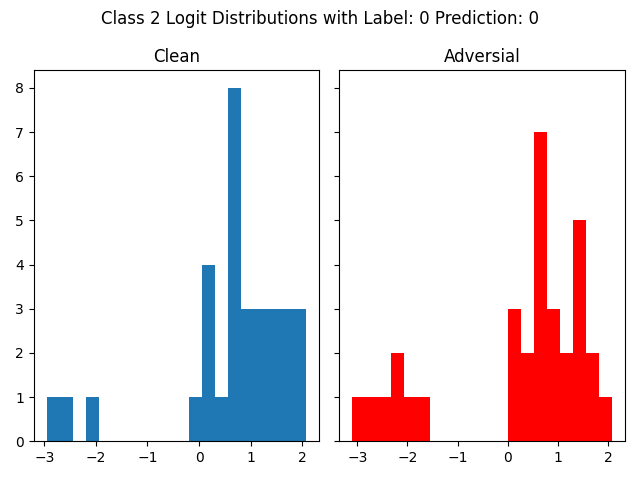 Class 2 Logit Distributions with Label: 0 Prediction: 0
Clean
Adversial
8
7
6
5
4
3
2
1
0
−3 −2 −1 0 1 2
−3 −2 −1 0 1 2